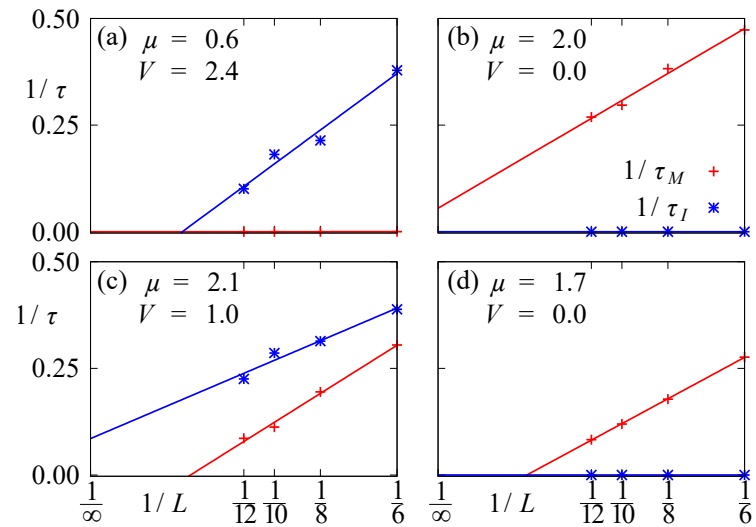 0.50 (a) μ = 0.6 (b) μ = 2.0
V = 2.4 V = 0.0
1/ τ
0.25
1/ τ_M
1/ τ_I
0.00
0.50 (c) μ = 2.1 (d) μ = 1.7
V = 1.0 V = 0.0
1/ τ
0.25
0.00
1/∞ 1/L 1/12 1/10 1/8 1/6 1/∞ 1/L 1/12 1/10 1/8 1/6